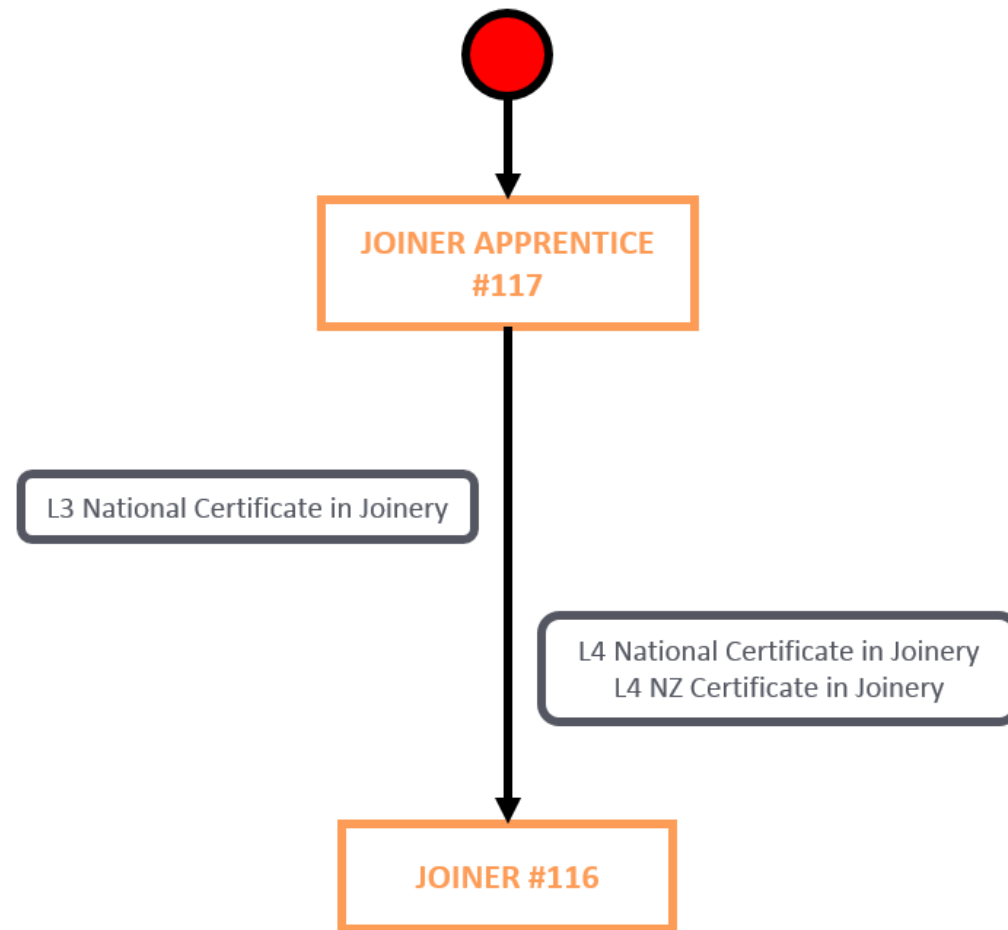 JOINER APPRENTICE
#117
L3 National Certificate in Joinery
L4 National Certificate in Joinery
L4 NZ Certificate in Joinery
JOINER #116